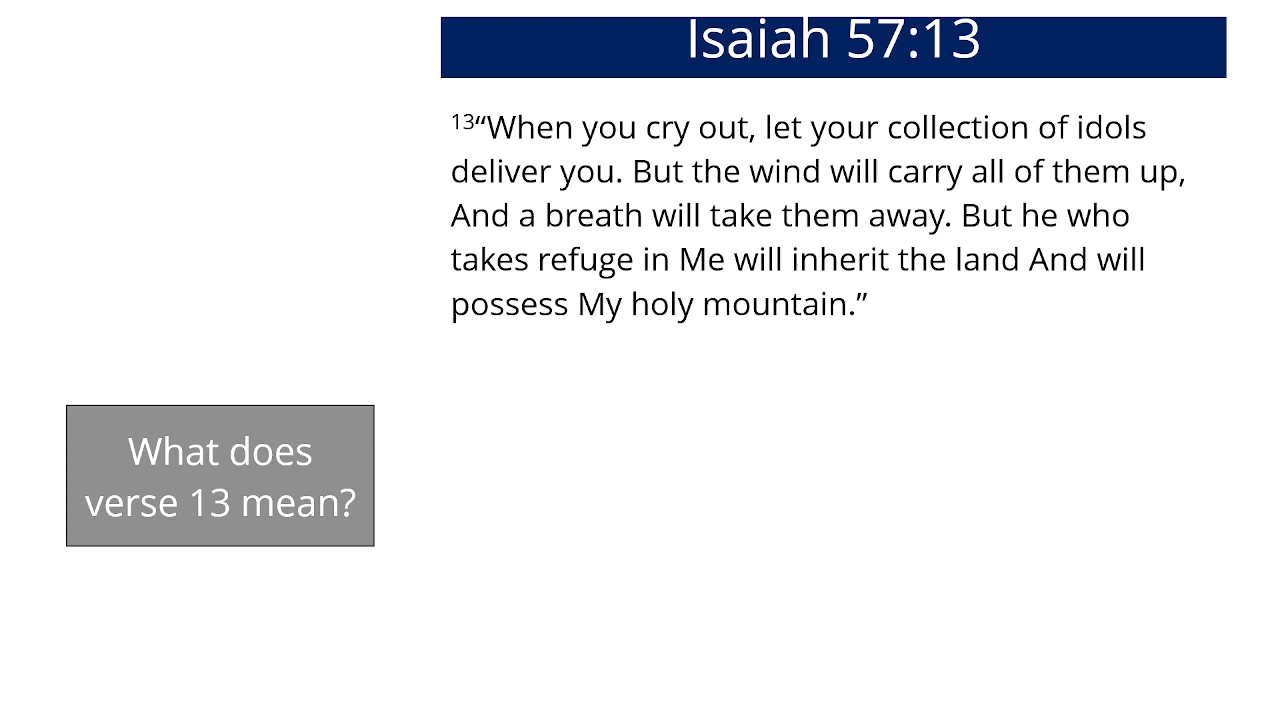 Isaiah 57:13
13“When you cry out, let your collection of idols
deliver you. But the wind will carry all of them up,
And a breath will take them away. But he who
takes refuge in Me will inherit the land And will
possess My holy mountain.”
What does
verse 13 mean?